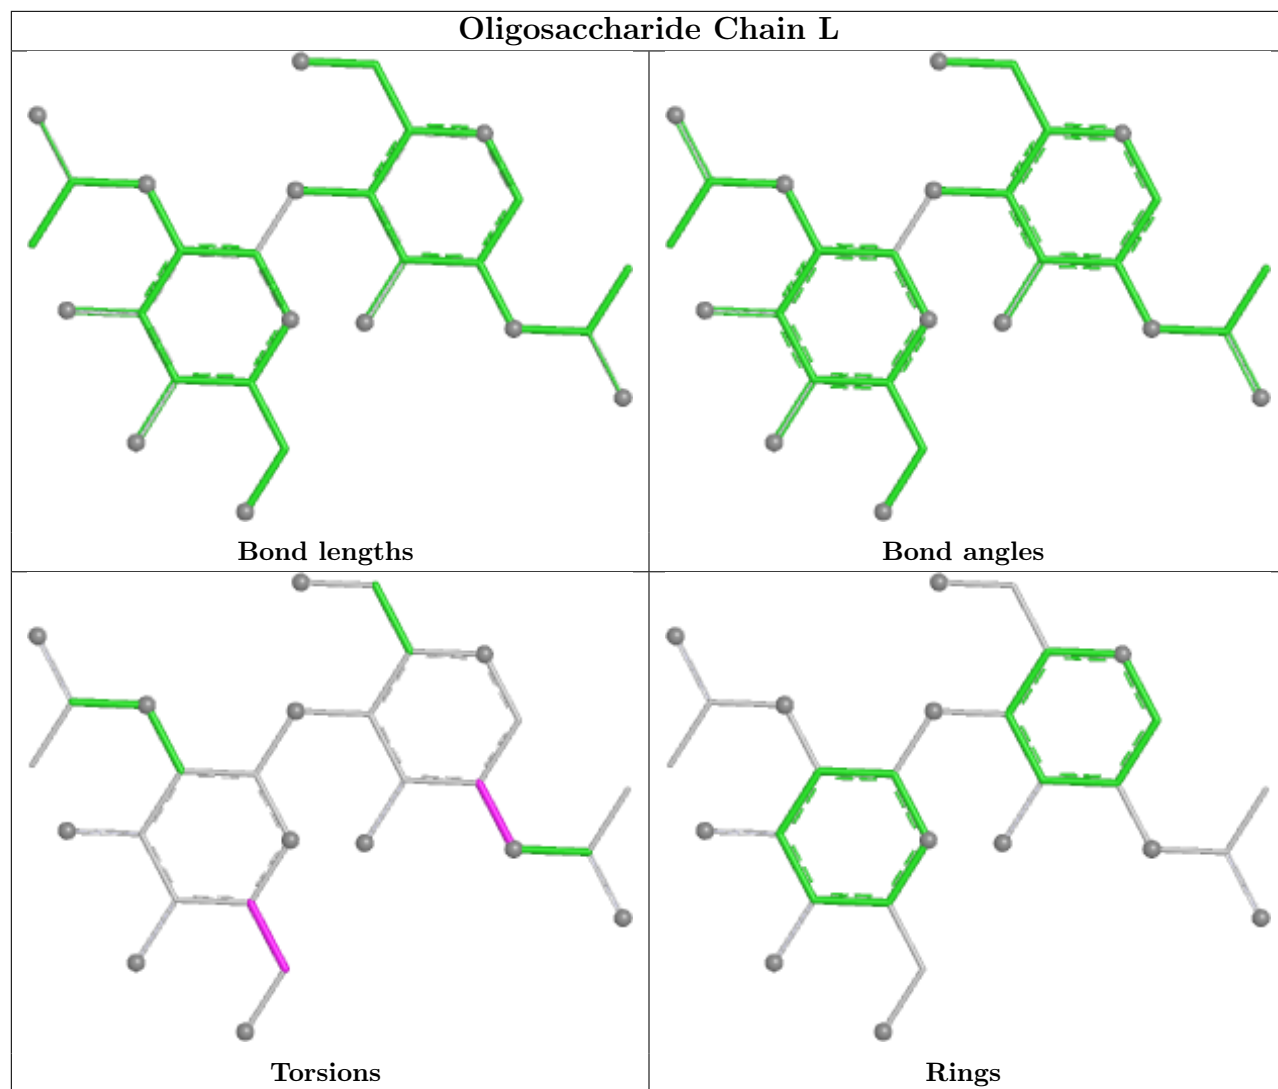 Oligosaccharide Chain L
Bond lengths
Bond angles
Torsions
Rings